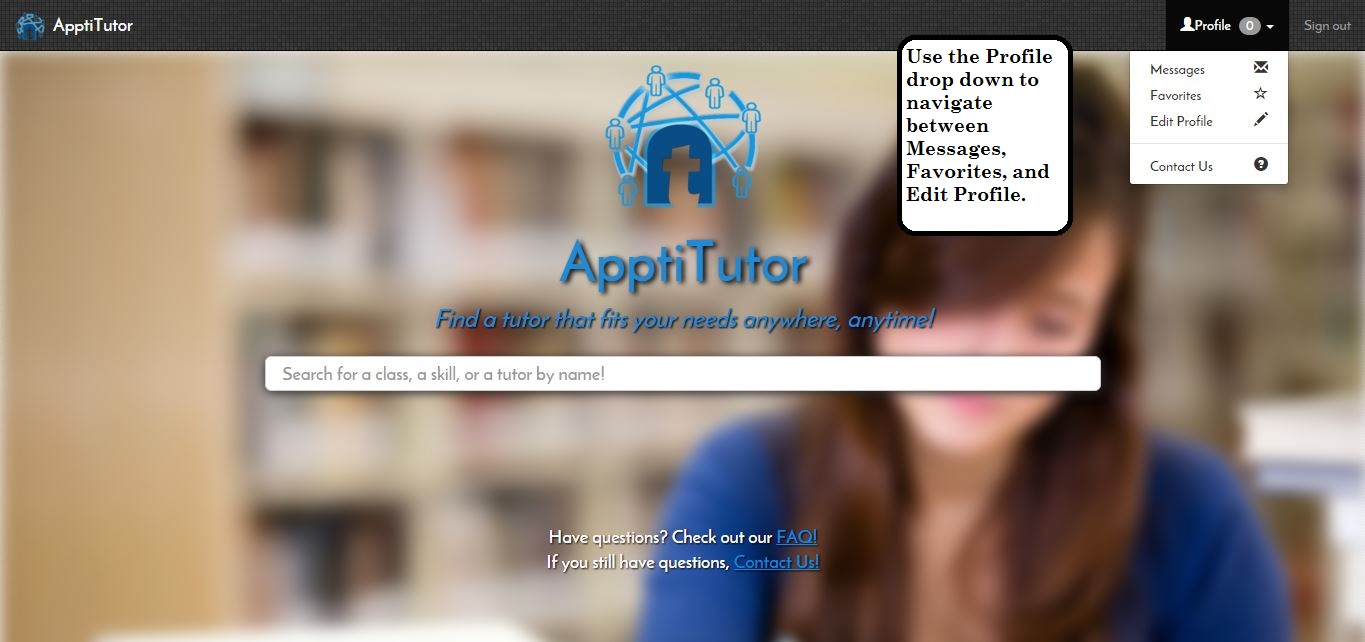 ApptiTutor
Profile 0
Sign out
Use the Profile
drop down to
navigate
between
Messages,
Favorites, and
Edit Profile.
Messages
Favorites
Edit Profile
Contact Us
t
ApptiTutor
Find a tutor that fits your needs anywhere, anytime!
Search for a class, a skill, or a tutor by name!
Have questions? Check out our FAQ!
If you still have questions, Contact Us!